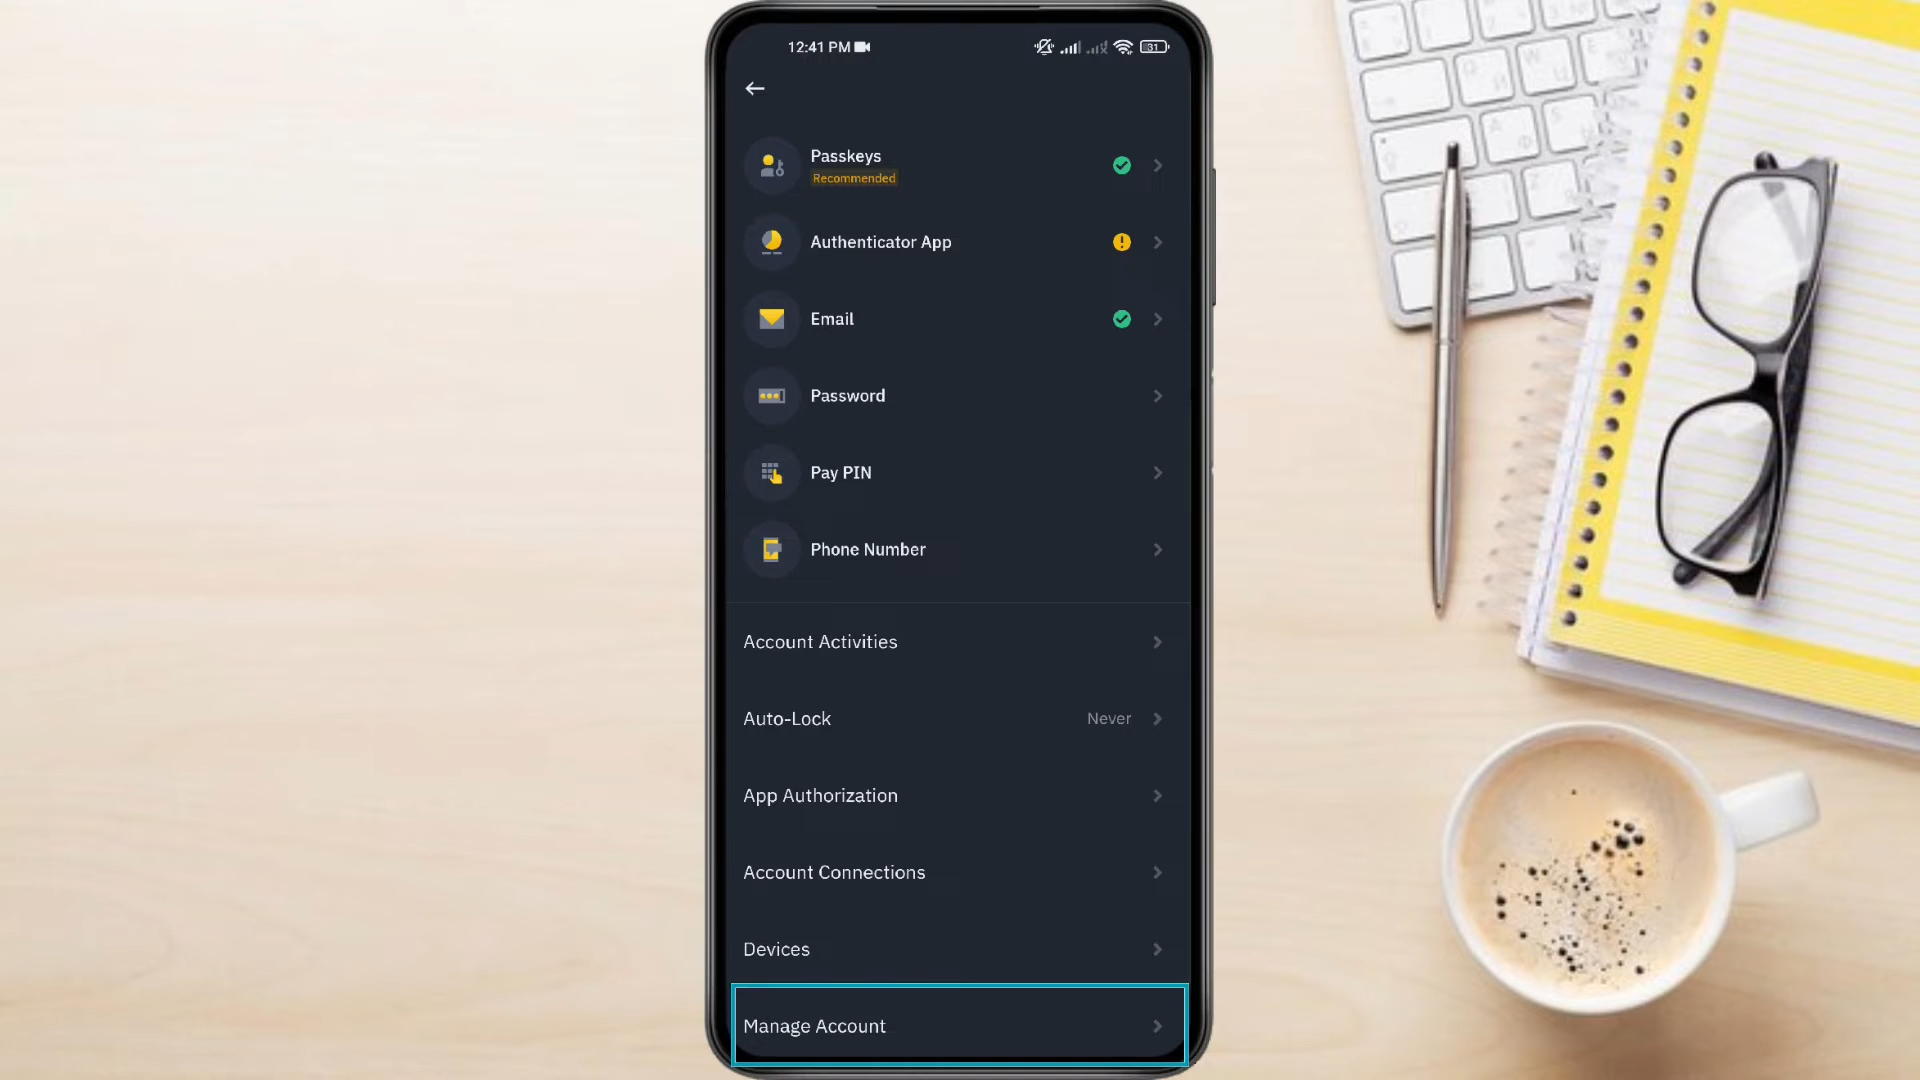 12:41 PM
31
Passkeys
Recommended
Authenticator App
Email
Password
Pay PIN
Phone Number
Account Activities
Auto-Lock
Never
App Authorization
Account Connections
Devices
Manage Account